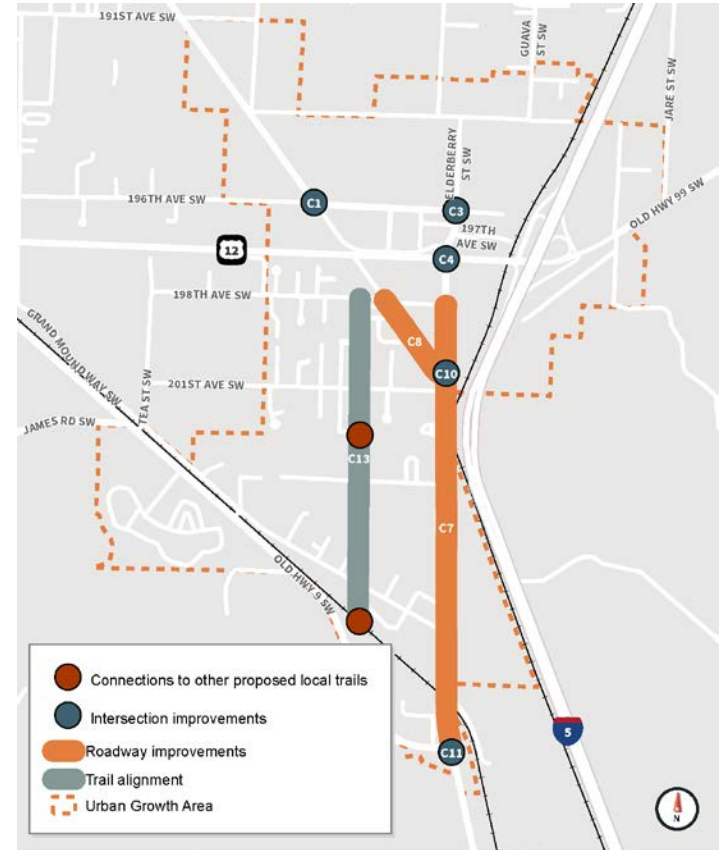 191ST AVE SW
GUAVA
ST SW
JARE ST SW
ELDERBERRY
ST SW
OLD HWY 99 SW
196TH AVE SW
C1
C3
197TH
AVE SW
12
C4
198TH AVE SW
GRAND MOUND WAY SW
C8
C10
201ST AVE SW
TEA ST SW
JAMES RD SW
C13
C7
OLD HWY 9 SW
Connections to other proposed local trails
Intersection improvements
Roadway improvements
Trail alignment
Urban Growth Area
5
C11
N